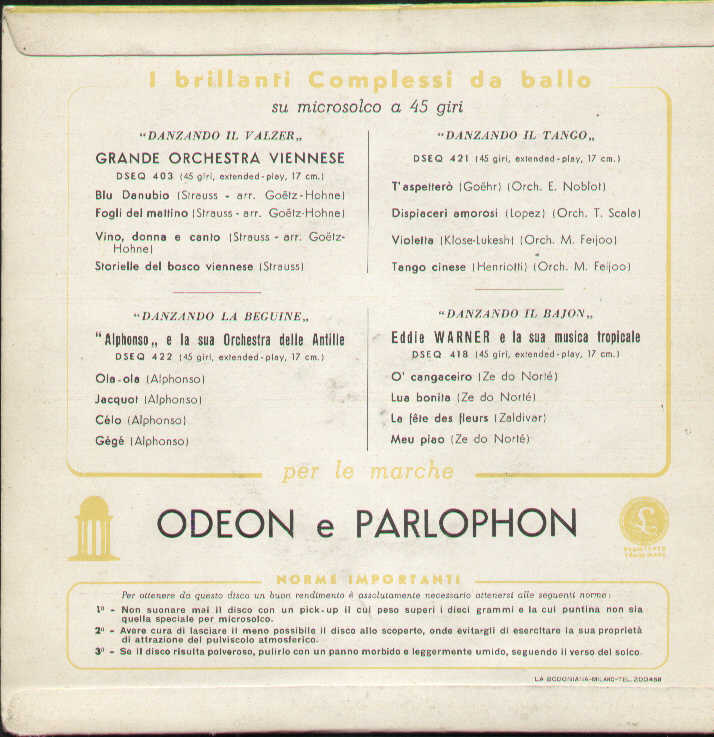 I brillanti Complessi da ballo
su microsolco a 45 giri
"DANZANDO IL VALZER„
GRANDE ORCHESTRA VIENNESE
DSEQ 403 (45 giri, extended-play, 17 cm.)
Blu Danubio (Strauss - arr. Goëtz-Hohne)
Fogli del mattino (Strauss - arr. Goëtz-Hohne)
Vino, donna e canto (Strauss - arr. Goëtz-
Hohne)
Storielle del bosco viennese (Strauss)
"DANZANDO IL TANGO„
DSEQ 421 (45 giri, extended-play, 17 cm.)
T'aspetterò (Goëhr) (Orch. E. Noblot)
Dispiaceri amorosi (Lopez) (Orch. T. Scala)
Violetta (Klose-Lukesh) (Orch. M. Feijoo)
Tango cinese (Henriotti) (Orch. M. Feijoo)
"DANZANDO LA BEGUINE„
"Alphonso„ e la sua Orchestra delle Antille
DSEQ 422 (45 giri, extended-play, 17 cm.)
Ola-ola (Alphonso)
Jacquot (Alphonso)
Célo (Alphonso)
Gégé (Alphonso)
"DANZANDO IL BAJON„
Eddie WARNER e la sua musica tropicale
DSEQ 418 (45 giri, extended-play, 17 cm.)
O' cangaceiro (Ze do Norté)
Lua bonita (Ze do Norté)
La fête des fleurs (Zaldivar)
Meu piao (Ze do Norté)
per le marche
ODEON e PARLOPHON
NORME IMPORTANTI
Per ottenere da questo disco un buon rendimento è assolutamente necessario attenersi alle seguenti norme:
1º - Non suonare mai il disco con un pick-up il cui peso superi i dieci grammi e la cui puntina non sia
quella speciale per microsolco.
2º - Avere cura di lasciare il meno possibile il disco allo scoperto, onde evitargli di esercitare la sua proprietà
di attrazione del pulviscolo atmosferico.
3º - Se il disco risulta polveroso, pulirlo con un panno morbido e leggermente umido, seguendo il verso del solco.
LA BODONIANA-MILANO-TEL. 200458